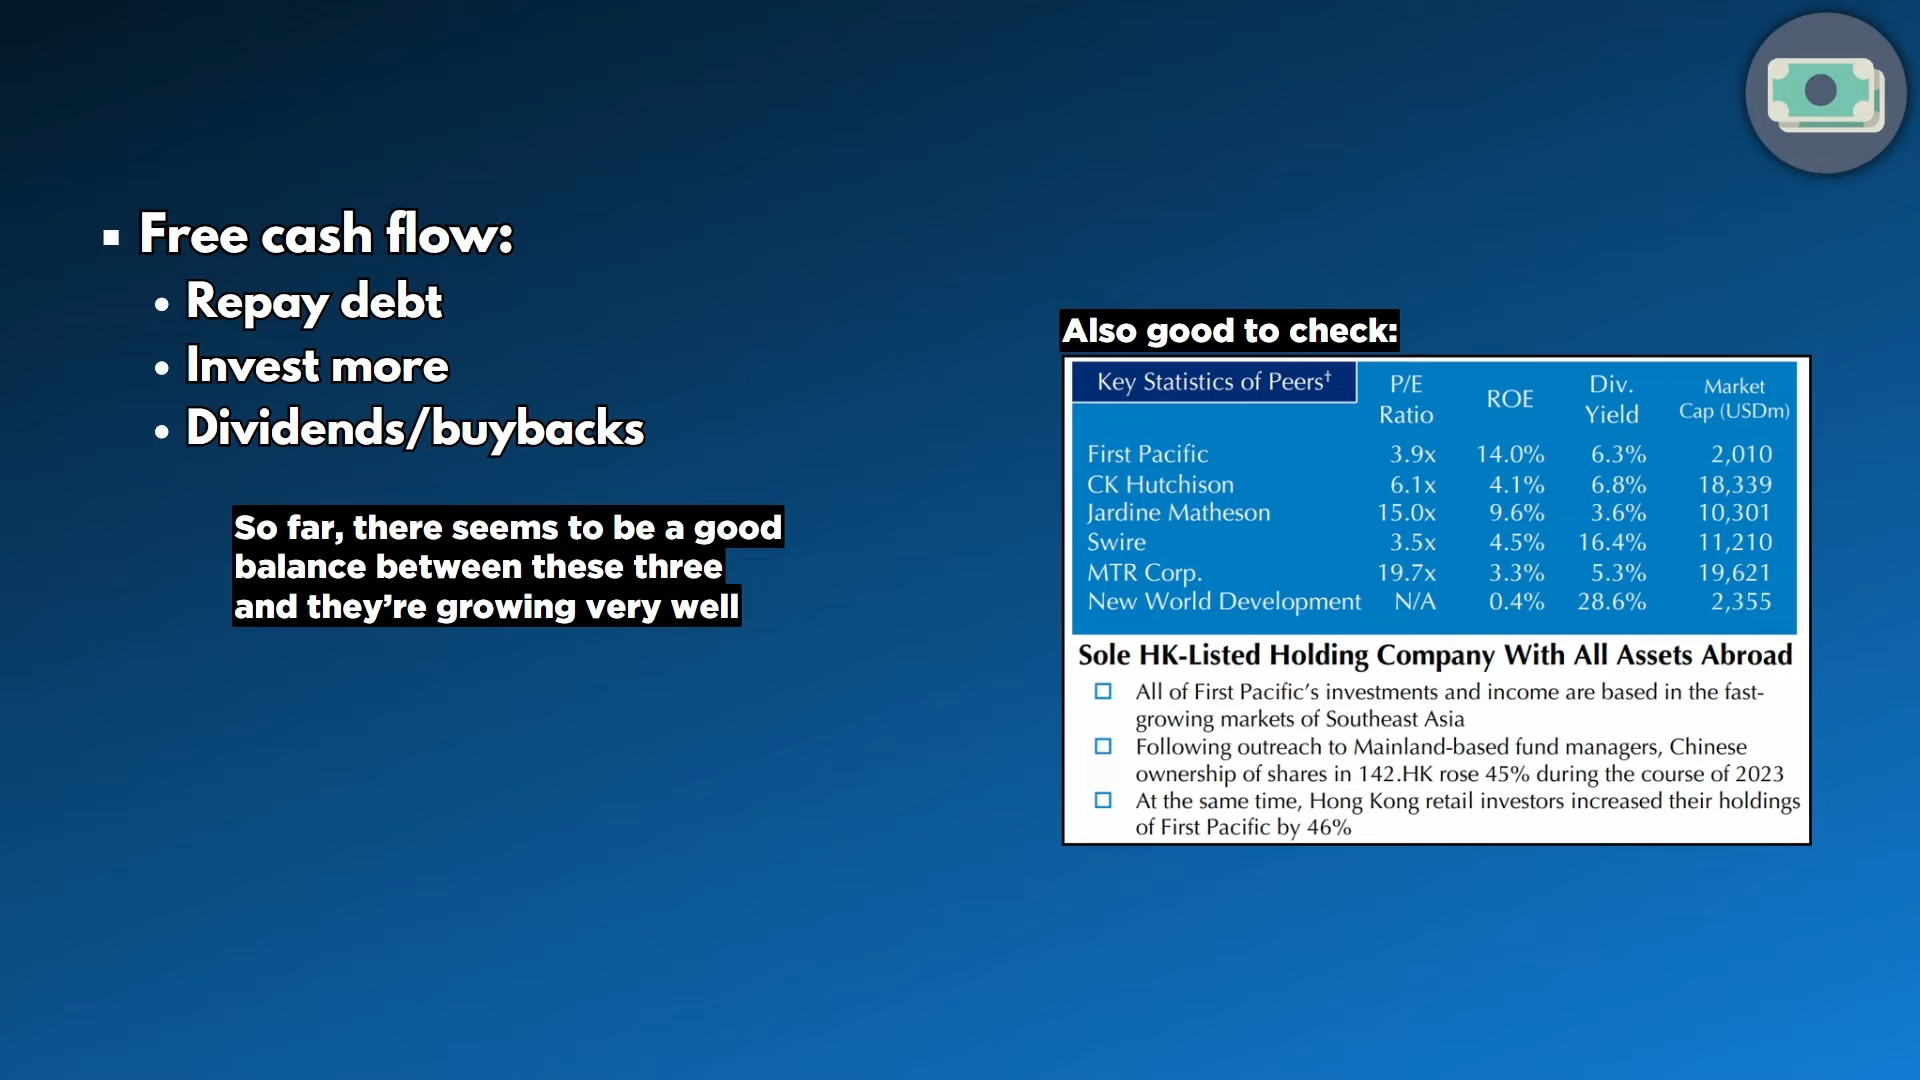 Free cash flow:
Repay debt
Invest more
Dividends/buybacks
So far, there seems to be a good
balance between these three
and they’re growing very well
Also good to check:
Key Statistics of Peers† P/E Ratio ROE Div. Yield Market Cap (USDm)
First Pacific 3.9x 14.0% 6.3% 2,010
CK Hutchison 6.1x 4.1% 6.8% 18,339
Jardine Matheson 15.0x 9.6% 3.6% 10,301
Swire 3.5x 4.5% 16.4% 11,210
MTR Corp. 19.7x 3.3% 5.3% 19,621
New World Development N/A 0.4% 28.6% 2,355
Sole HK-Listed Holding Company With All Assets Abroad
All of First Pacific’s investments and income are based in the fast-
growing markets of Southeast Asia
Following outreach to Mainland-based fund managers, Chinese
ownership of shares in 142.HK rose 45% during the course of 2023
At the same time, Hong Kong retail investors increased their holdings
of First Pacific by 46%